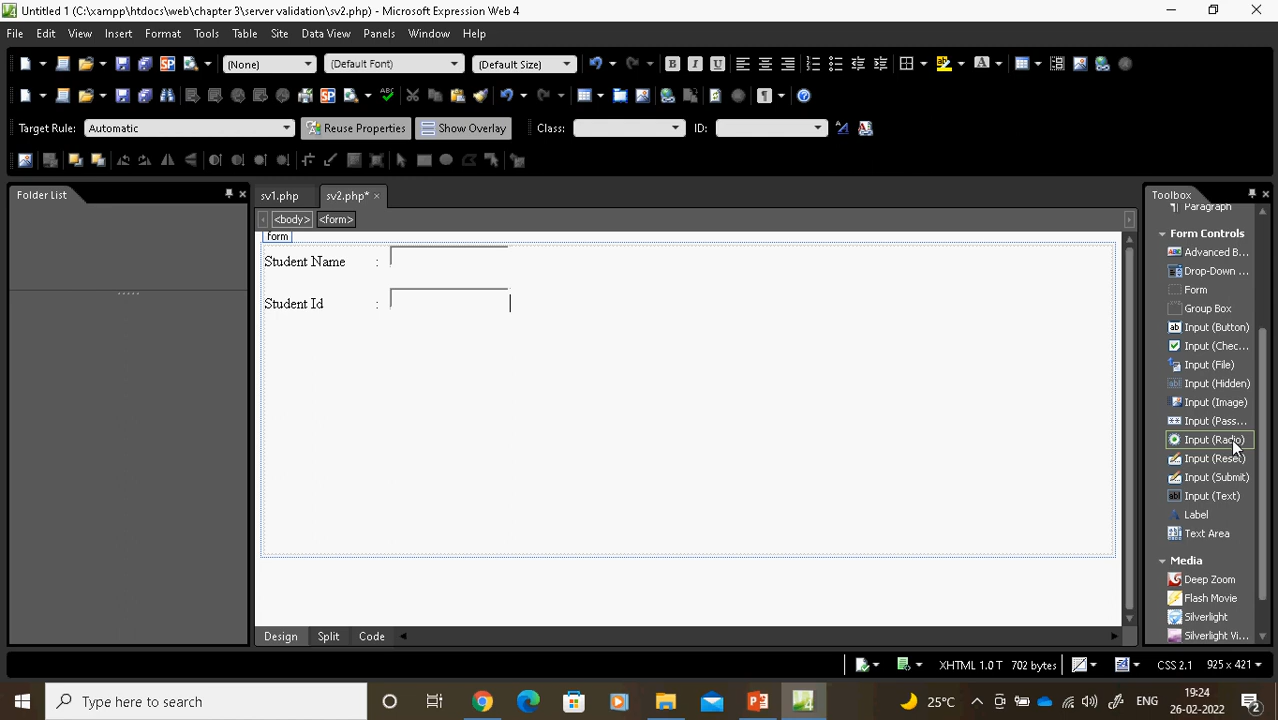 Untitled 1 (C:\xampp\htdocs\web\chapter 3\server validation\sv2.php) - Microsoft Expression Web 4
File Edit View Insert Format Tools Table Site Data View Panels Window Help
(None) (Default Font) (Default Size) B I U
Target Rule: Automatic Reuse Properties Show Overlay Class: ID:
Folder List sv1.php sv2.php* Toolbox
<body> <form>
form
Student Name :
Student Id :
Paragraph
Form Controls
Advanced B...
Drop-Down ...
Form
Group Box
Input (Button)
Input (Chec...
Input (File)
Input (Hidden)
Input (Image)
Input (Pass...
Input (Radio)
Input (Reset)
Input (Submit)
Input (Text)
Label
Text Area
Media
Deep Zoom
Flash Movie
Silverlight
Silverlight Vi...
Design Split Code
XHTML 1.0 T 702 bytes CSS 2.1 925 x 421
Type here to search 25°C ENG 19:24
26-02-2022 2